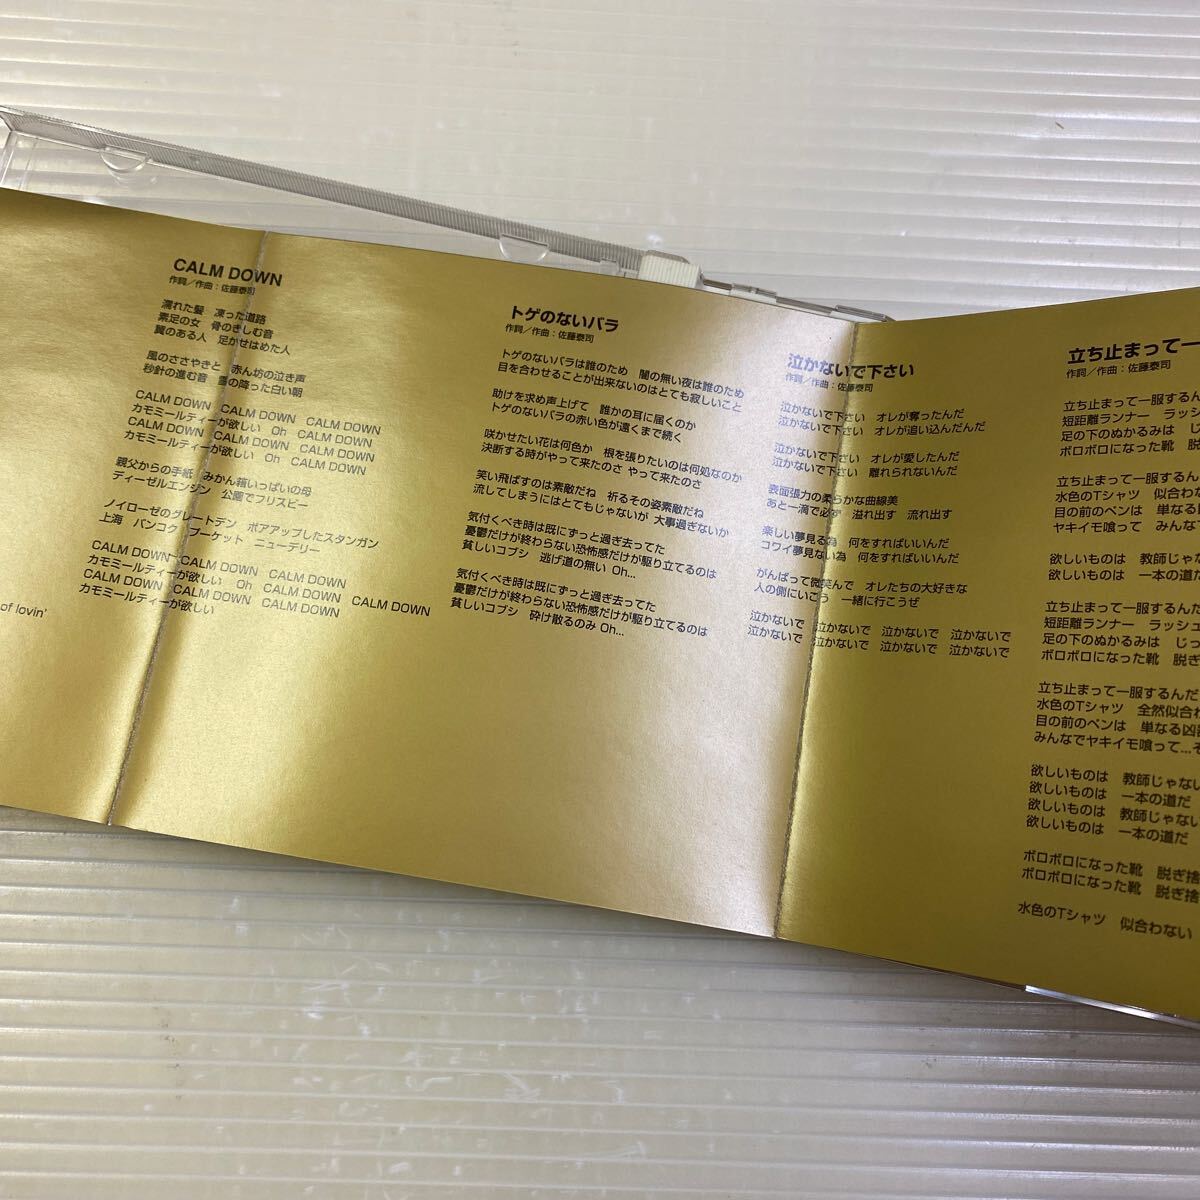 of lovin'
CALM DOWN
作詞／作曲：佐藤泰司
濡れた髪　凍った道路
素足の女　骨のきしむ音
翼のある人　足かせはめた人
風のささやきと　赤ん坊の泣き声
秒針の進む音　雪の降った白い朝
CALM DOWN　CALM DOWN　CALM DOWN
カモミールティーが欲しい　Oh　CALM DOWN
CALM DOWN　CALM DOWN　CALM DOWN
カモミールティーが欲しい　Oh　CALM DOWN
親父からの手紙　みかん箱いっぱいの母
ディーゼルエンジン　公園でフリスビー
ノイローゼのグレートデン　ボアアップしたスタンガン
上海　バンコク　プーケット　ニューデリー
CALM DOWN　CALM DOWN　CALM DOWN
カモミールティーが欲しい　Oh　CALM DOWN
CALM DOWN　CALM DOWN　CALM DOWN　CALM DOWN
カモミールティーが欲しい
トゲのないバラ
作詞／作曲：佐藤泰司
トゲのないバラは誰のため　闇の無い夜は誰のため
目を合わせることが出来ないのはとても寂しいこと
助けを求め声上げて　誰かの耳に届くのか
トゲのないバラの赤い色が遠くまで続く
咲かせたい花は何色か　根を張りたいのは何処なのか
決断する時がやって来たのさ やって来たのさ
笑い飛ばすのは素敵だね　祈るその姿素敵だね
流してしまうにはとてもじゃないが 大事過ぎないか
気付くべき時は既にずっと過ぎ去ってた
憂鬱だけが終わらない恐怖感だけが駆り立てるのは
貧しいコブシ　逃げ道の無い Oh...
気付くべき時は既にずっと過ぎ去ってた
憂鬱だけが終わらない恐怖感だけが駆り立てるのは
貧しいコブシ　砕け散るのみ Oh...
泣かないで下さい
作詞／作曲：佐藤泰司
泣かないで下さい　オレが奪ったんだ
泣かないで下さい　オレが追い込んだんだ
泣かないで下さい　オレが愛したんだ
泣かないで下さい　離れられないんだ
表面張力の柔らかな曲線美
あと一滴で必ず　溢れ出す　流れ出す
楽しい夢見る為　何をすればいいんだ
コワイ夢見ない為　何をすればいいんだ
がんばって微笑んで　オレたちの大好きな
人の側にいこう　一緒に行こうぜ
泣かないで　泣かないで　泣かないで　泣かないで
泣かないで　泣かないで　泣かないで　泣かないで
立ち止まって一
作詞／作曲：佐藤泰司
立ち止まって一服するん
短距離ランナー　ラッシ
足の下のぬかるみは　じっ
ボロボロになった靴　脱
立ち止まって一服するん
水色のTシャツ　似合わな
目の前のペンは　単なる
ヤキイモ喰って　みんな
欲しいものは　教師じゃな
欲しいものは　一本の道
立ち止まって一服するんだ
短距離ランナー　ラッシュ
足の下のぬかるみは　じっ
ボロボロになった靴　脱ぎ
立ち止まって一服するんだ
水色のTシャツ　全然似合わ
目の前のペンは　単なる凶
みんなでヤキイモ喰って...そ
欲しいものは　教師じゃない
欲しいものは　一本の道だ
欲しいものは　教師じゃない
欲しいものは　一本の道だ
ボロボロになった靴　脱ぎ捨
ボロボロになった靴　脱ぎ捨
水色のTシャツ　似合わない